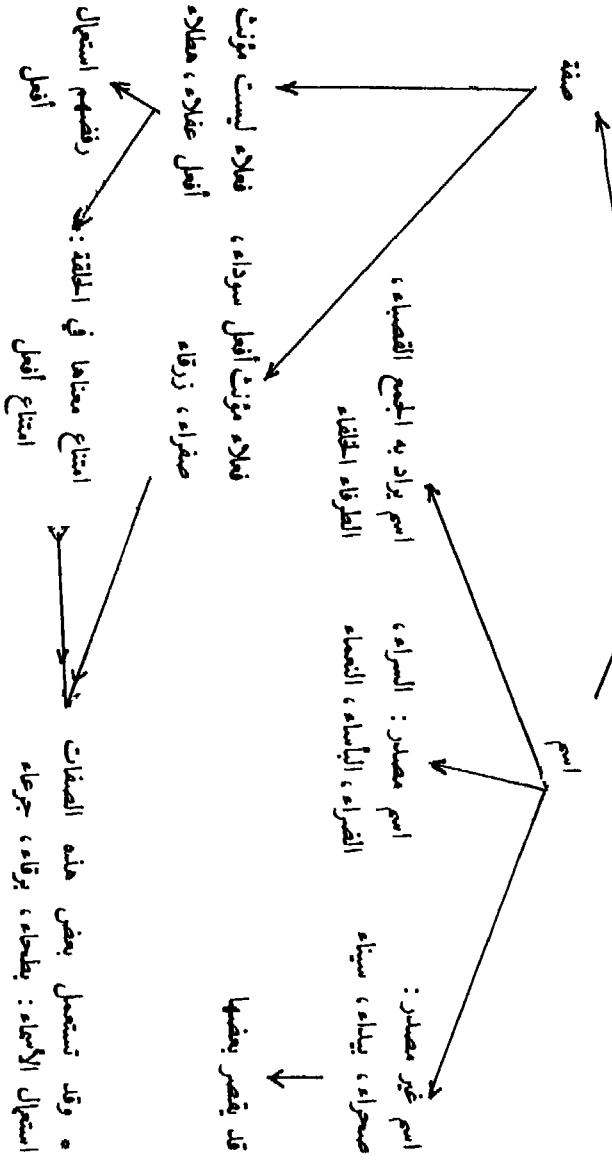 صفة
اسم
فعلاء ليست مؤنث
أفعل عفلاء، هطلاء
فعلاء مؤنث أفعل سوداء،
صفراء، زرقاء
اسم يراد به الجمع القصباء،
الطرفاء الحلفاء
اسم مصدر: السراء،
الضراء، البأساء، النعماء
اسم غير مصدر:
صحراء، بيداء، سيناء
قد يقصر بعضها
رفضهم استعمال
أفعل
امتناع معناها في الخلقة:
امتناع أفعل
* وقد تستعمل بعض هذه الصفات
استعمال الأسماء: بطحاء، برقاء، جرعاء